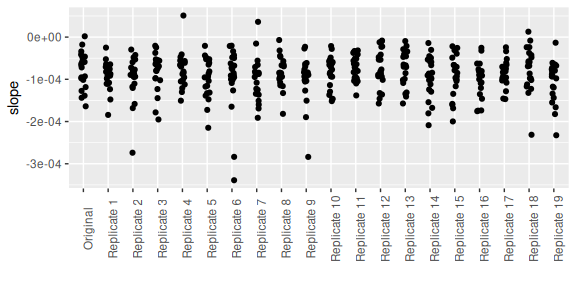 slope
0e+00
-1e-04
-2e-04
-3e-04
Original
Replicate 1
Replicate 2
Replicate 3
Replicate 4
Replicate 5
Replicate 6
Replicate 7
Replicate 8
Replicate 9
Replicate 10
Replicate 11
Replicate 12
Replicate 13
Replicate 14
Replicate 15
Replicate 16
Replicate 17
Replicate 18
Replicate 19